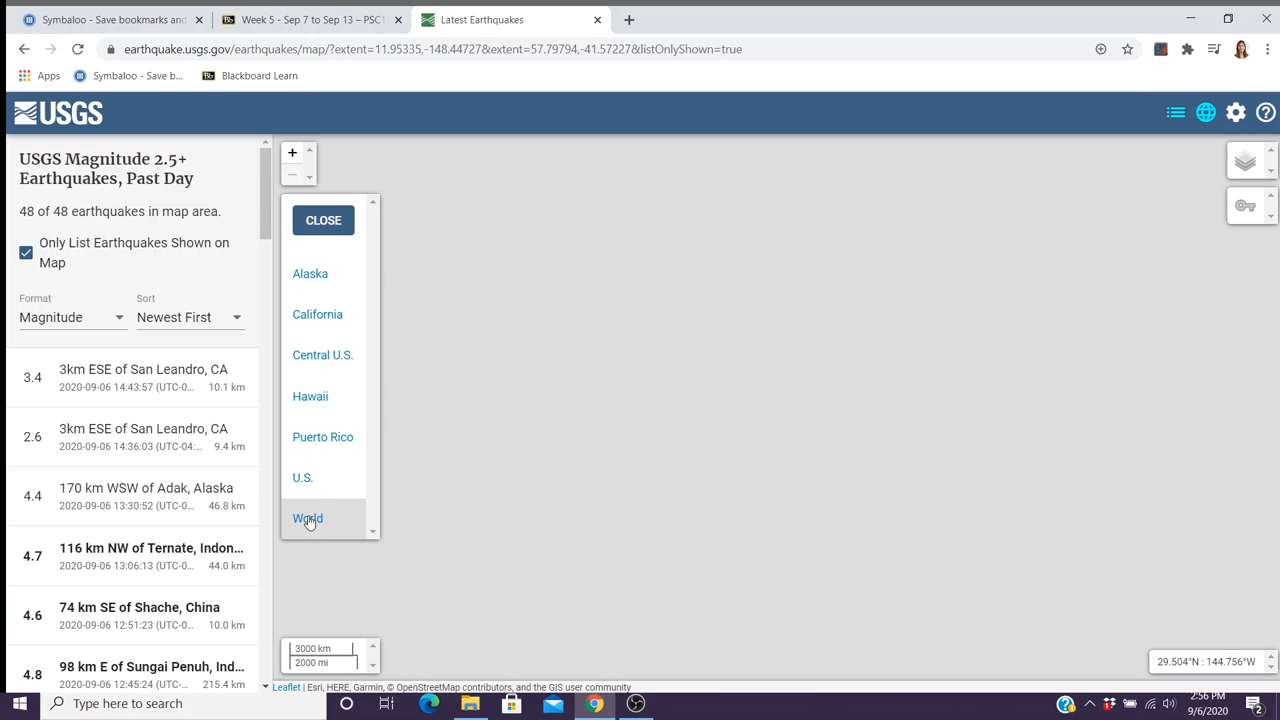 Symbaloo - Save bookmarks and
Week 5 - Sep 7 to Sep 13 – PSC1
Latest Earthquakes
earthquake.usgs.gov/earthquakes/map/?extent=11.95335,-148.44727&extent=57.79794,-41.57227&listOnlyShown=true
Apps
Symbaloo - Save b...
Blackboard Learn
USGS
USGS Magnitude 2.5+
Earthquakes, Past Day
48 of 48 earthquakes in map area.
Only List Earthquakes Shown on
Map
Format
Magnitude
Sort
Newest First
3.4
3km ESE of San Leandro, CA
2020-09-06 14:43:57 (UTC-0... 10.1 km
2.6
3km ESE of San Leandro, CA
2020-09-06 14:36:03 (UTC-04:... 9.4 km
4.4
170 km WSW of Adak, Alaska
2020-09-06 13:30:52 (UTC-0... 46.8 km
4.7
116 km NW of Ternate, Indon...
2020-09-06 13:06:13 (UTC-0... 44.0 km
4.6
74 km SE of Shache, China
2020-09-06 12:51:23 (UTC-0... 10.0 km
4.8
98 km E of Sungai Penuh, Ind...
2020-09-06 12:45:24 (UTC-... 215.4 km
+
−
CLOSE
Alaska
California
Central U.S.
Hawaii
Puerto Rico
U.S.
World
3000 km
2000 mi
29.504°N : 144.756°W
Leaflet | Esri, HERE, Garmin, © OpenStreetMap contributors, and the GIS user community
Type here to search
2:56 PM
9/6/2020
2